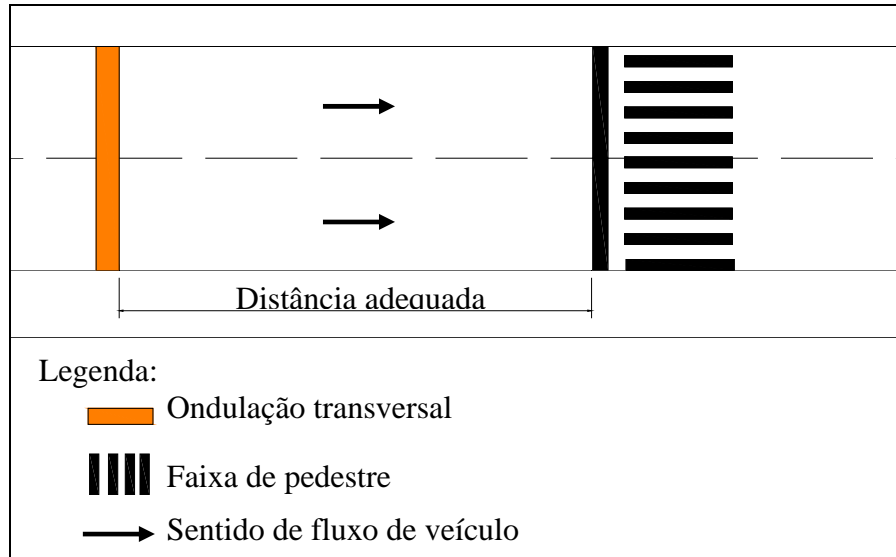 Distância adequada
Legenda:
Ondulação transversal
Faixa de pedestre
Sentido de fluxo de veículo